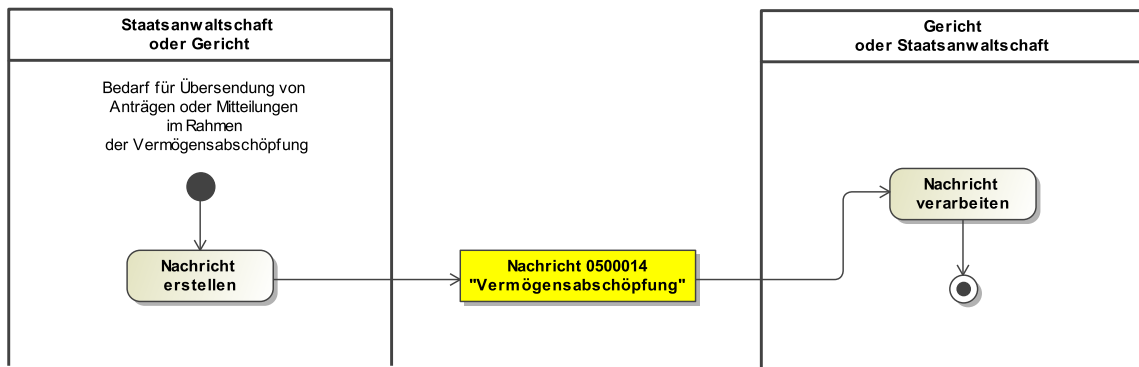 Staatsanwaltschaft
oder Gericht
Bedarf für Übersendung von
Anträgen oder Mitteilungen
im Rahmen
der Vermögensabschöpfung
Nachricht
erstellen
Nachricht 0500014
"Vermögensabschöpfung"
Gericht
oder Staatsanwaltschaft
Nachricht
verarbeiten